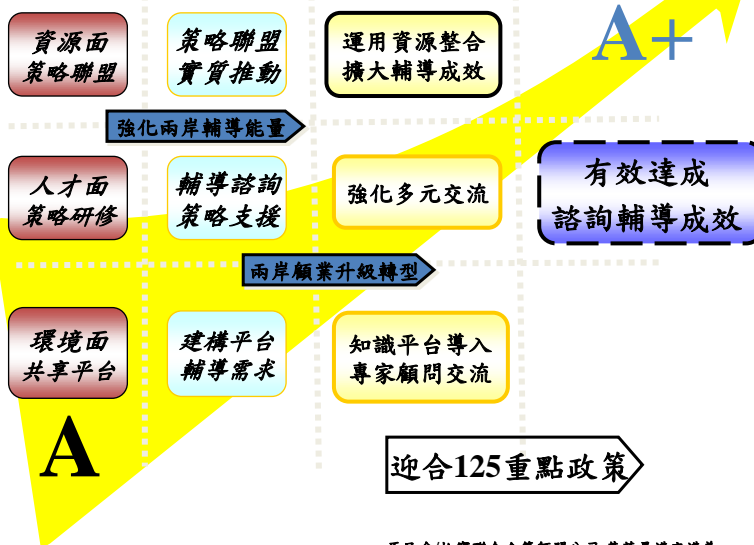 A+
資源面
策略聯盟
策略聯盟
實質推動
運用資源整合
擴大輔導成效
強化兩岸輔導能量
人才面
策略研修
輔導諮詢
策略支援
強化多元交流
有效達成
諮詢輔導成效
兩岸顧業升級轉型
環境面
共享平台
建構平台
輔導需求
知識平台導入
專家顧問交流
A
迎合125重點政策